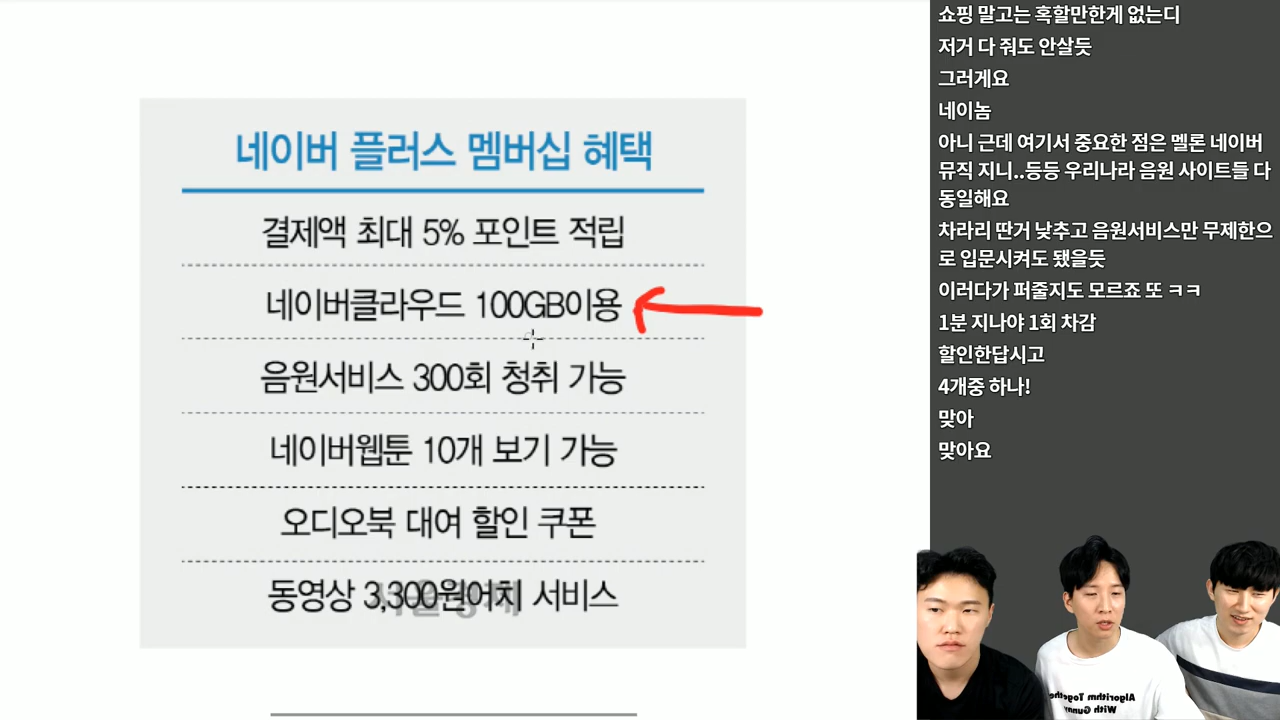 네이버 플러스 멤버십 혜택
결제액 최대 5% 포인트 적립
네이버클라우드 100GB이용
음원서비스 300회 청취 가능
네이버웹툰 10개 보기 가능
오디오북 대여 할인 쿠폰
동영상 3,300원어치 서비스
쇼핑 말고는 혹할만한게 없는디
저거 다 줘도 안살듯
그러게요
네이놈
아니 근데 여기서 중요한 점은 멜론 네이버
뮤직 지니..등등 우리나라 음원 사이트들 다
동일해요
차라리 딴거 낮추고 음원서비스만 무제한으
로 입문시켜도 됐을듯
이러다가 퍼줄지도 모르죠 또 ㅋㅋ
1분 지나야 1회 차감
할인한답시고
4개중 하나!
맞아
맞아요
Algorithm Together
With Gunny